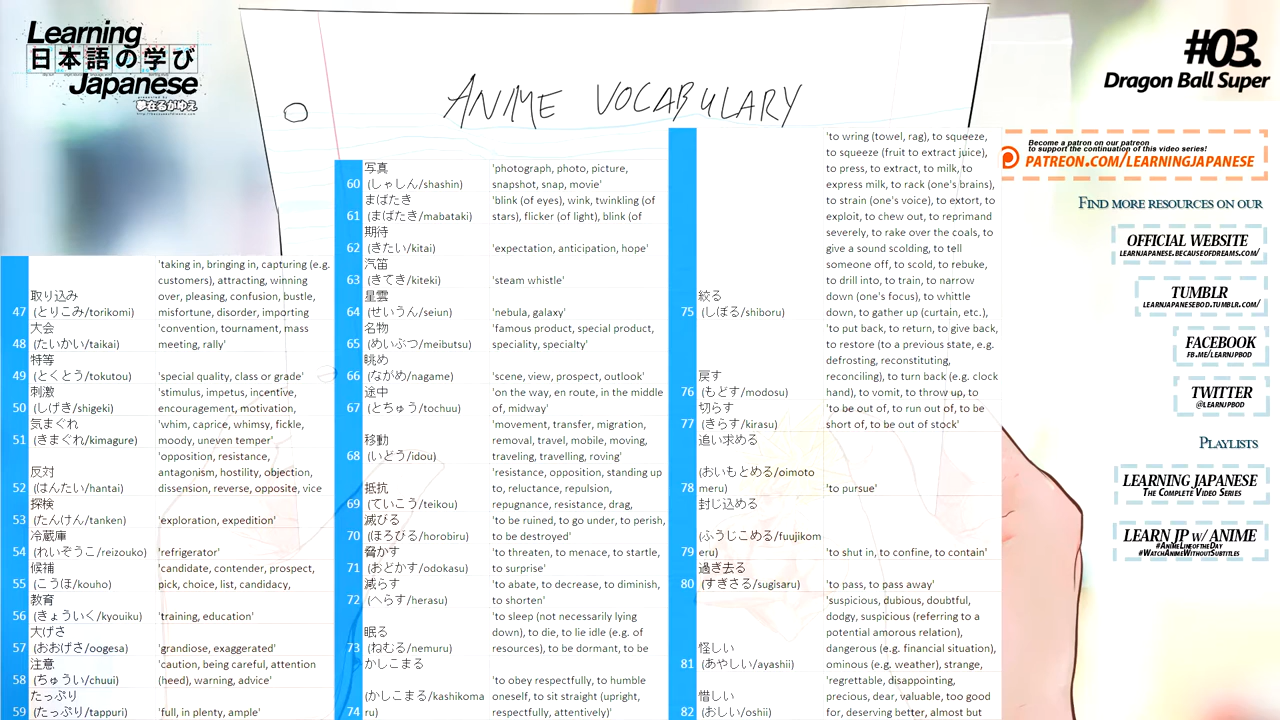 Learning
日本語の学び
Japanese
夢在るがゆえ
ANIME VOCABULARY
#03.
Dragon Ball Super
47 取り込み (とりこみ/torikomi) 'taking in, bringing in, capturing (e.g. customers), attracting, winning over, pleasing, confusion, bustle, misfortune, disorder, importing
48 大会 (たいかい/taikai) 'convention, tournament, mass meeting, rally'
49 特等 (とくとう/tokutou) 'special quality, class or grade'
50 刺激 (しげき/shigeki) 'stimulus, impetus, incentive, encouragement, motivation,
51 気まぐれ (きまぐれ/kimagure) 'whim, caprice, whimsy, fickle, moody, uneven temper'
52 反対 (はんたい/hantai) 'opposition, resistance, antagonism, hostility, objection, dissension, reverse, opposite, vice
53 探検 (たんけん/tanken) 'exploration, expedition'
54 冷蔵庫 (れいぞうこ/reizouko) 'refrigerator'
55 候補 (こうほ/kouho) 'candidate, contender, prospect, pick, choice, list, candidacy,
56 教育 (きょういく/kyouiku) 'training, education'
57 大げさ (おおげさ/oogesa) 'grandiose, exaggerated'
58 注意 (ちゅうい/chuui) 'caution, being careful, attention (heed), warning, advice'
59 たっぷり (たっぷり/tappuri) 'full, in plenty, ample'
60 写真 (しゃしん/shashin) 'photograph, photo, picture, snapshot, snap, movie'
61 まばたき (まばたき/mabataki) 'blink (of eyes), wink, twinkling (of stars), flicker (of light), blink (of
62 期待 (きたい/kitai) 'expectation, anticipation, hope'
63 汽笛 (きてき/kiteki) 'steam whistle'
64 星雲 (せいうん/seiun) 'nebula, galaxy'
65 名物 (めいぶつ/meibutsu) 'famous product, special product, speciality, specialty'
66 眺め (ながめ/nagame) 'scene, view, prospect, outlook'
67 途中 (とちゅう/tochuu) 'on the way, en route, in the middle of, midway'
68 移動 (いどう/idou) 'movement, transfer, migration, removal, travel, mobile, moving, traveling, travelling, roving'
69 抵抗 (ていこう/teikou) 'resistance, opposition, standing up to, reluctance, repulsion, repugnance, resistance, drag,
70 滅びる (ほろびる/horobiru) 'to be ruined, to go under, to perish, to be destroyed'
71 脅かす (おどかす/odokasu) 'to threaten, to menace, to startle, to surprise'
72 減らす (へらす/herasu) 'to abate, to decrease, to diminish, to shorten'
73 眠る (ねむる/nemuru) 'to sleep (not necessarily lying down), to die, to lie idle (e.g. of resources), to be dormant, to be
74 かしこまる (かしこまる/kashikomaru) 'to obey respectfully, to humble oneself, to sit straight (upright, respectfully, attentively)'
75 絞る (しぼる/shiboru) 'to wring (towel, rag), to squeeze, to squeeze (fruit to extract juice), to press, to extract, to milk, to express milk, to rack (one's brains), to strain (one's voice), to extort, to exploit, to chew out, to reprimand severely, to rake over the coals, to give a sound scolding, to tell someone off, to scold, to rebuke, to drill into, to train, to narrow down (one's focus), to whittle down, to gather up (curtain, etc.),
76 戻す (もどす/modosu) 'to put back, to return, to give back, to restore (to a previous state, e.g. defrosting, reconstituting, reconciling), to turn back (e.g. clock hand), to vomit, to throw up, to
77 切らす (きらす/kirasu) 'to be out of, to run out of, to be short of, to be out of stock'
78 追い求める (おいもとめる/oimotomeru) 'to pursue'
79 封じ込める (ふうじこめる/fuujikomeru) 'to shut in, to confine, to contain'
80 過ぎ去る (すぎさる/sugisaru) 'to pass, to pass away'
81 怪しい (あやしい/ayashii) 'suspicious, dubious, doubtful, dodgy, suspicious (referring to a potential amorous relation), dangerous (e.g. financial situation), ominous (e.g. weather), strange,
82 惜しい (おしい/oshii) 'regrettable, disappointing, precious, dear, valuable, too good for, deserving better, almost but
Become a patron on our patreon
to support the continuation of this video series!
PATREON.COM/LEARNINGJAPANESE
FIND MORE RESOURCES ON OUR
OFFICIAL WEBSITE
LEARNJAPANESE.BECAUSEOFDREAMS.COM/
TUMBLR
LEARNJAPANESEBOD.TUMBLR.COM/
FACEBOOK
FB.ME/LEARNJPBOD
TWITTER
@LEARNJPBOD
PLAYLISTS
LEARNING JAPANESE
THE COMPLETE VIDEO SERIES
LEARN JP W/ ANIME
#ANIMELINEOFTHEDAY
#WATCHANIMEWITHOUTSUBTITLES